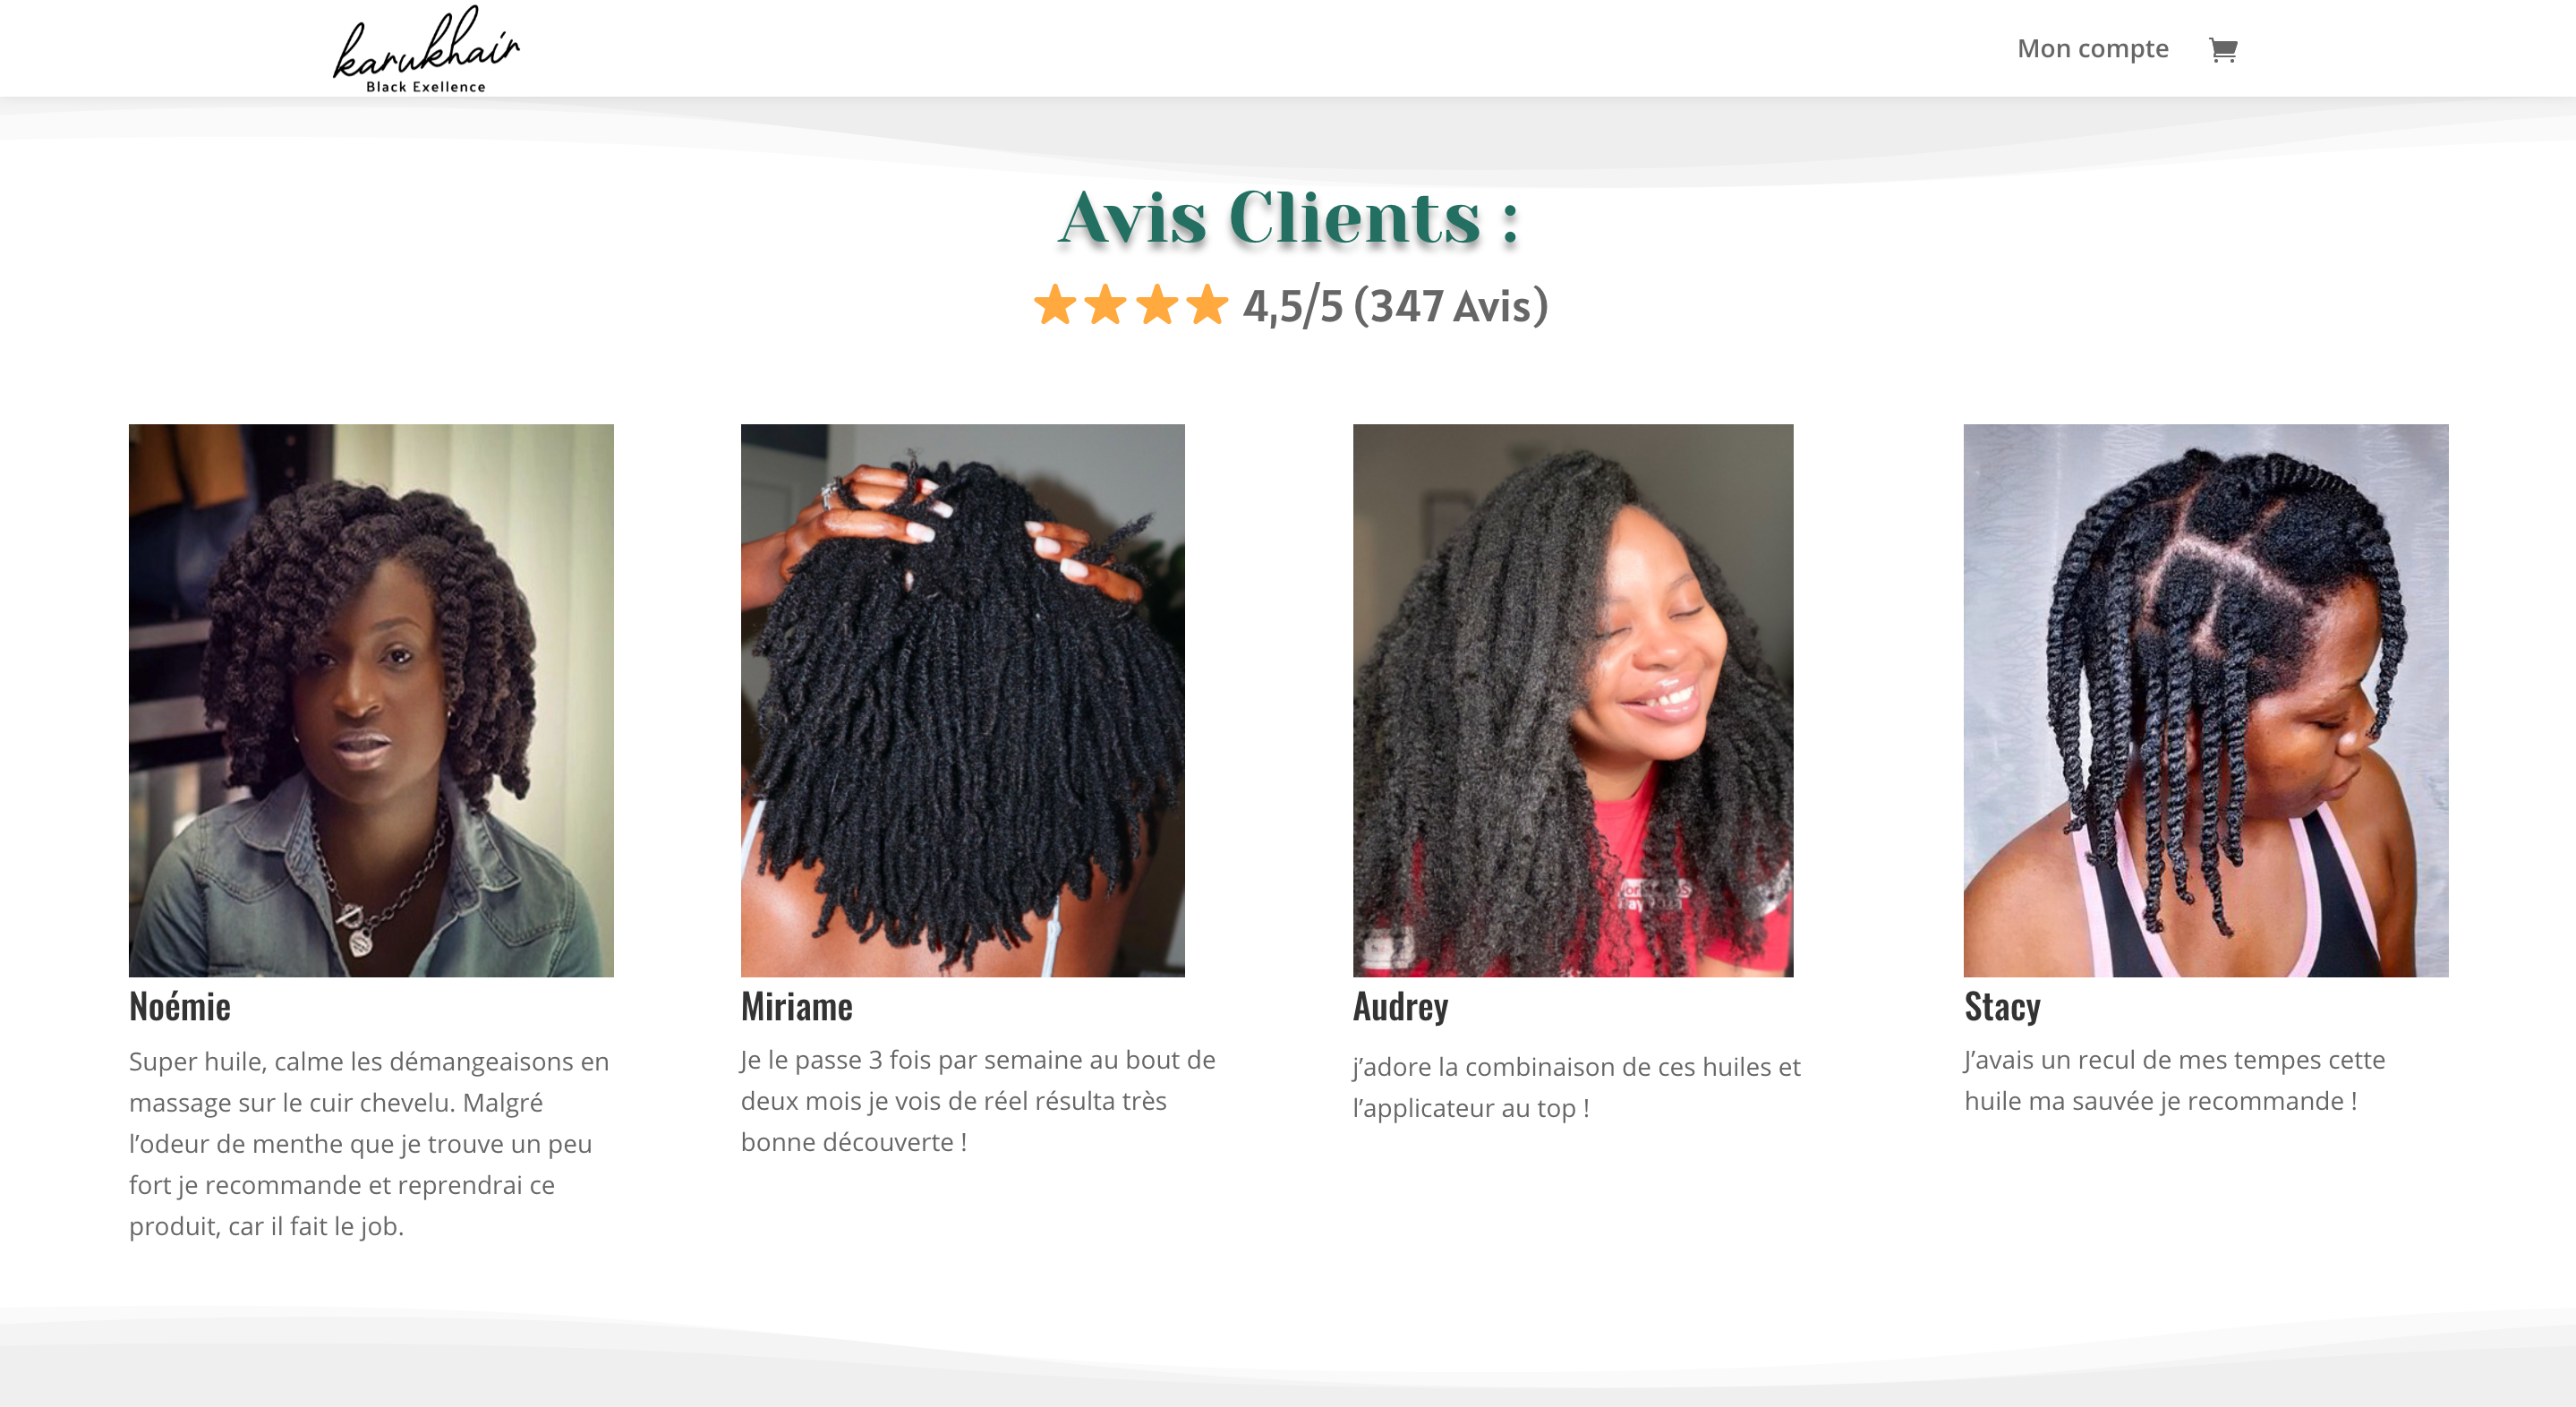 karukhair
Black Exellence
Mon compte
Avis Clients :
4,5/5 (347 Avis)
Noémie
Super huile, calme les démangeaisons en
massage sur le cuir chevelu. Malgré
l’odeur de menthe que je trouve un peu
fort je recommande et reprendrai ce
produit, car il fait le job.
Miriame
Je le passe 3 fois par semaine au bout de
deux mois je vois de réel résulta très
bonne découverte !
Audrey
j’adore la combinaison de ces huiles et
l’applicateur au top !
Stacy
J’avais un recul de mes tempes cette
huile ma sauvée je recommande !